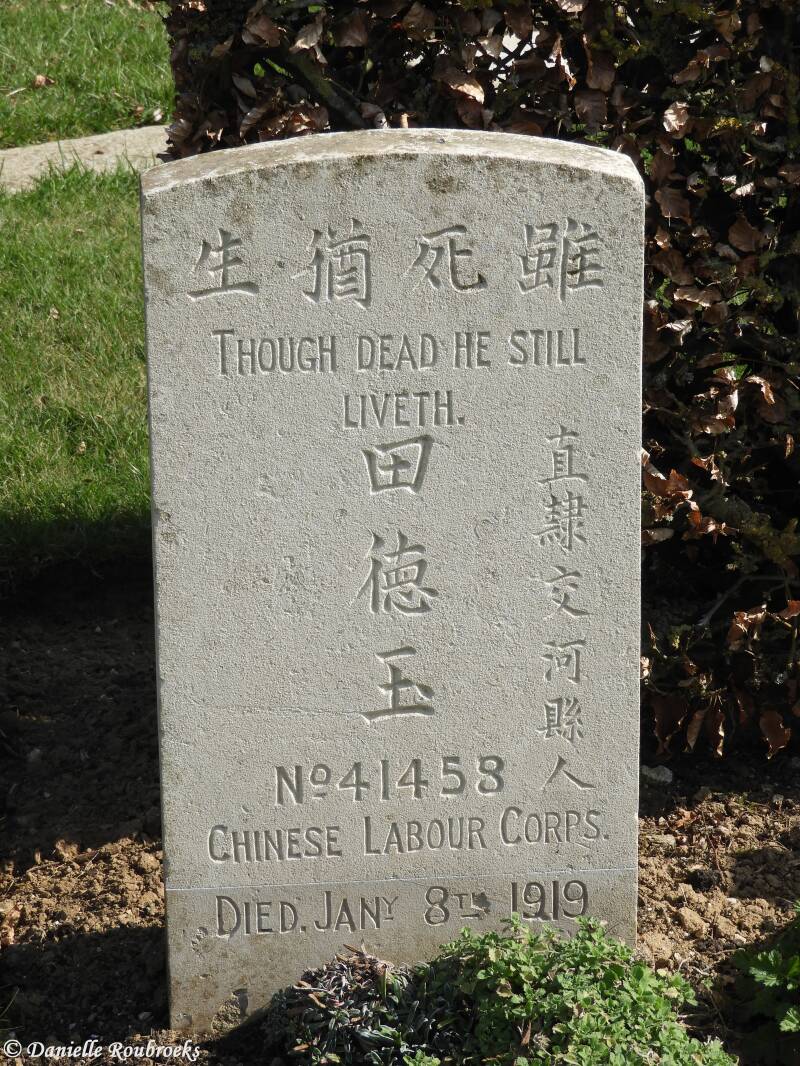 雖死猶生
THOUGH DEAD HE STILL
LIVETH.
直隸交河縣人
田德玉
Nº 41458
CHINESE LABOUR CORPS.
DIED. JANY 8TH 1919
© Danielle Roubroeks